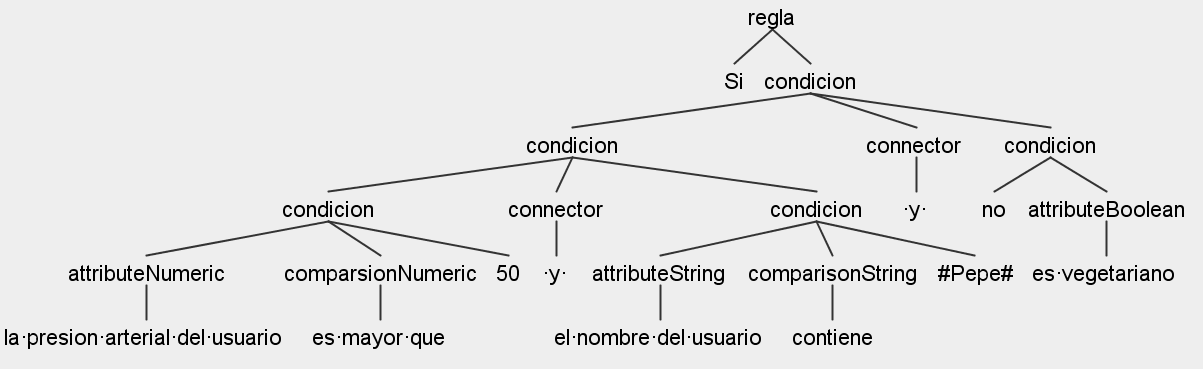 regla
Si condicion
condicion connector condicion
condicion connector condicion ·y· no attributeBoolean
attributeNumeric comparsionNumeric 50 ·y· attributeString comparisonString #Pepe# es·vegetariano
la·presion·arterial·del·usuario es·mayor·que el·nombre·del·usuario contiene